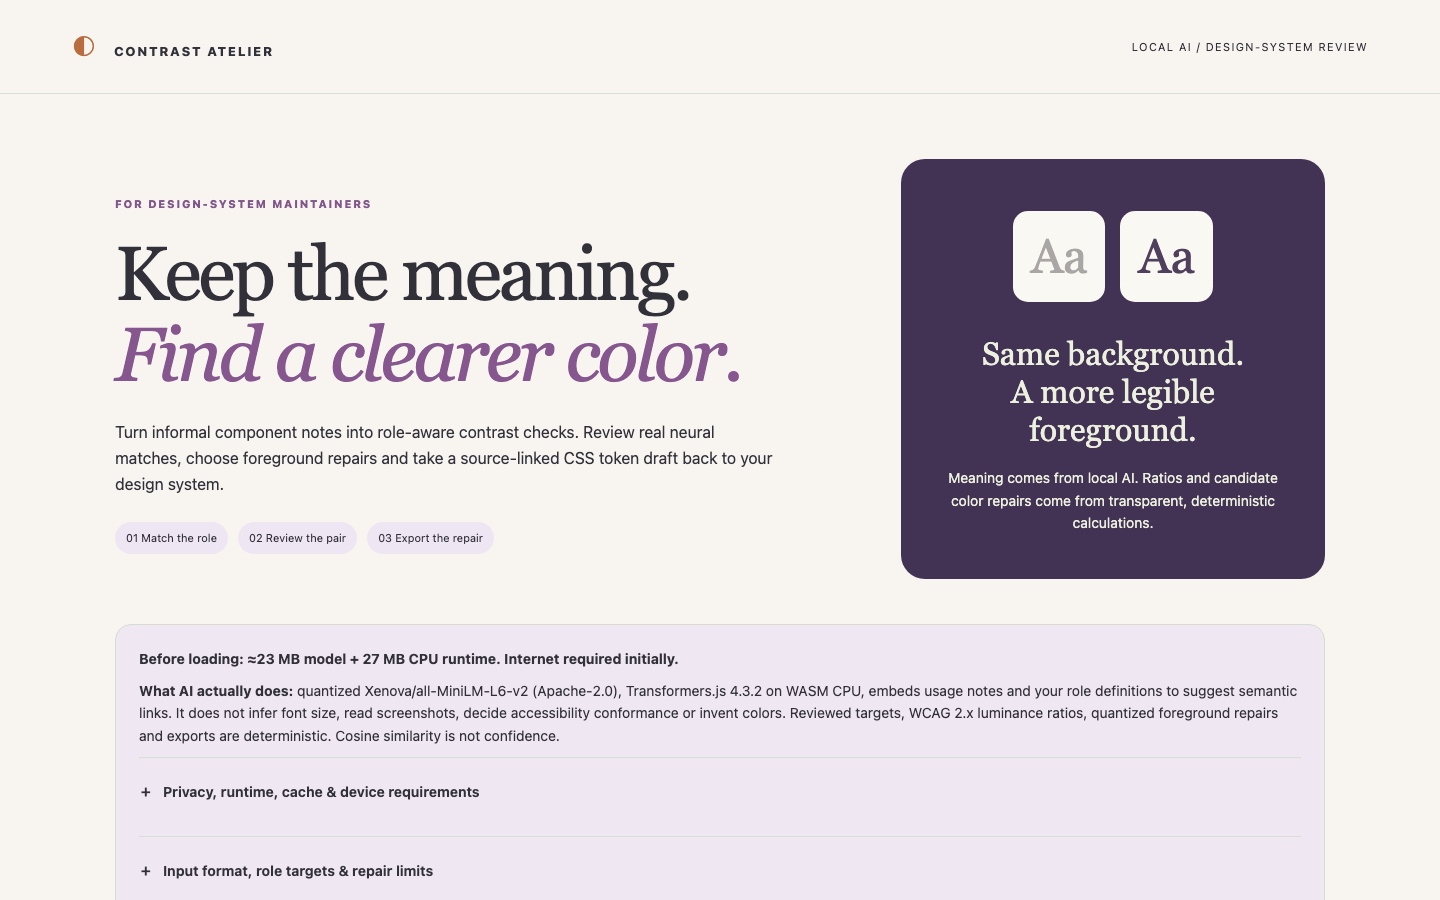 CONTRAST ATELIER
LOCAL AI / DESIGN-SYSTEM REVIEW
FOR DESIGN-SYSTEM MAINTAINERS
Keep the meaning.
Find a clearer color.
Turn informal component notes into role-aware contrast checks. Review real neural
matches, choose foreground repairs and take a source-linked CSS token draft back to your
design system.
01 Match the role
02 Review the pair
03 Export the repair
Aa
Aa
Same background.
A more legible
foreground.
Meaning comes from local AI. Ratios and candidate
color repairs come from transparent, deterministic
calculations.
Before loading: ≈23 MB model + 27 MB CPU runtime. Internet required initially.
What AI actually does: quantized Xenova/all-MiniLM-L6-v2 (Apache-2.0), Transformers.js 4.3.2 on WASM CPU, embeds usage notes and your role definitions to suggest semantic
links. It does not infer font size, read screenshots, decide accessibility conformance or invent colors. Reviewed targets, WCAG 2.x luminance ratios, quantized foreground repairs
and exports are deterministic. Cosine similarity is not confidence.
+ Privacy, runtime, cache & device requirements
+ Input format, role targets & repair limits